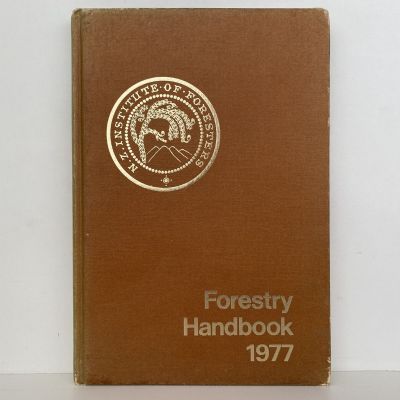 N.Z. INSTITUTE·OF·FORESTERS
Forestry
Handbook
1977